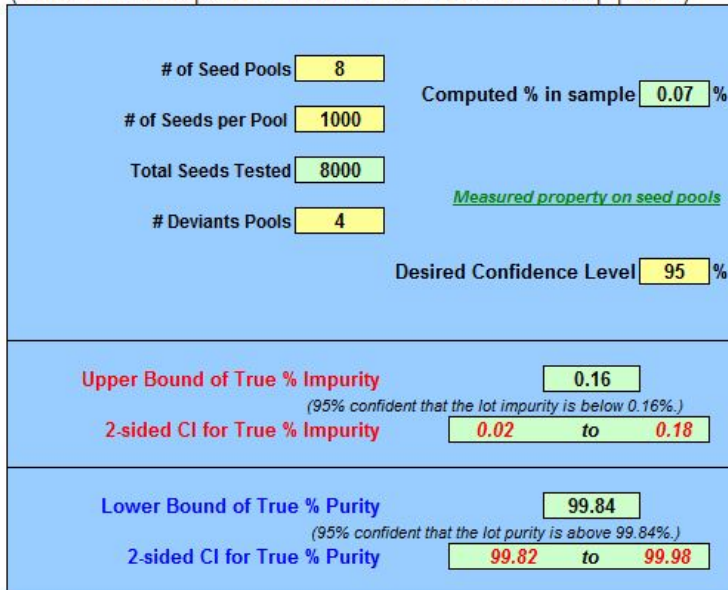 # of Seed Pools 8
Computed % in sample 0.07 %
# of Seeds per Pool 1000
Total Seeds Tested 8000
Measured property on seed pools
# Deviants Pools 4
Desired Confidence Level 95 %
Upper Bound of True % Impurity 0.16
(95% confident that the lot impurity is below 0.16%.)
2-sided CI for True % Impurity 0.02 to 0.18
Lower Bound of True % Purity 99.84
(95% confident that the lot purity is above 99.84%.)
2-sided CI for True % Purity 99.82 to 99.98